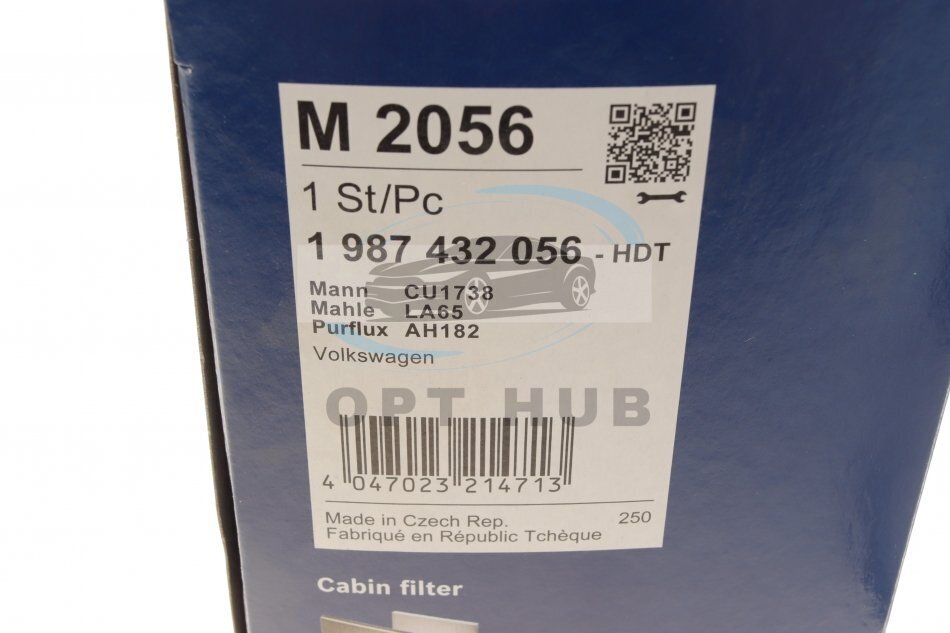 M 2056
1 St/Pc
1 987 432 056 - HDT
Mann CU1738
Mahle LA65
Purflux AH182
Volkswagen
OPT HUB
4 047023 214713
Made in Czech Rep. 250
Fabriqué en Républic Tchèque
Cabin filter